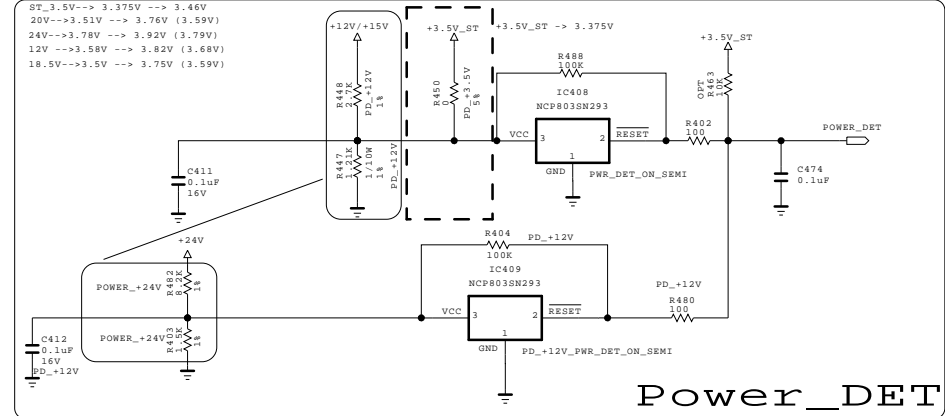 ST_3.5V--> 3.375V --> 3.46V
20V-->3.51V --> 3.76V (3.59V)
24V-->3.78V --> 3.92V (3.79V)
12V -->3.58V --> 3.82V (3.68V)
18.5V-->3.5V --> 3.75V (3.59V)
+12V/+15V
+3.5V_ST
+3.5V_ST -> 3.375V
+3.5V_ST
R448
2.7K
PD_+12V
1%
R450
0
PD_+3.5V
5%
R488
100K
OPT
R463
10K
IC408
NCP803SN293
VCC
3
2
RESET
1
GND
PWR_DET_ON_SEMI
R402
100
POWER_DET
R447
1.21K
1/10W
1%
PD_+12V
C411
0.1uF
16V
C474
0.1uF
+24V
R404
100K
PD_+12V
IC409
NCP803SN293
POWER_+24V
R482
8.2K
1%
VCC
3
2
RESET
1
GND
PD_+12V
R480
100
POWER_+24V
R403
1.5K
1%
C412
0.1uF
16V
PD_+12V
PD_+12V_PWR_DET_ON_SEMI
Power_DET